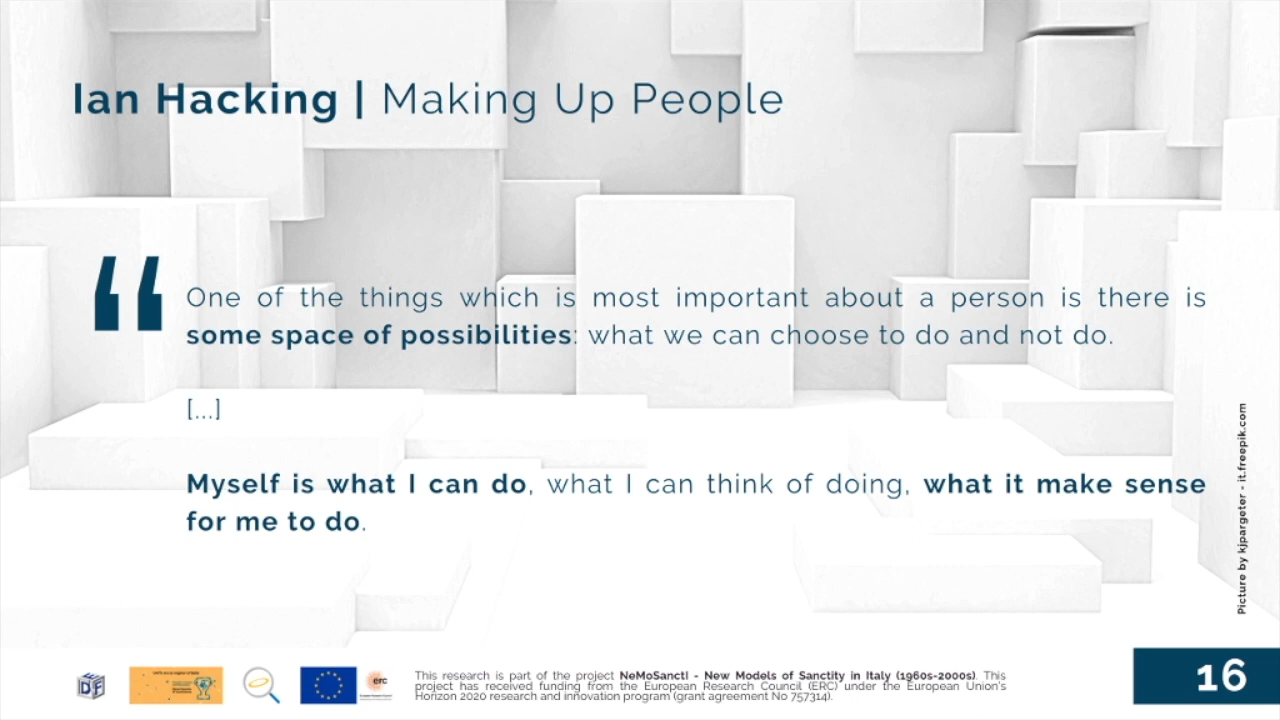 Ian Hacking | Making Up People
“
One of the things which is most important about a person is there is
some space of possibilities: what we can choose to do and not do.
[...]
Myself is what I can do, what I can think of doing, what it make sense
for me to do.
Picture by kjpargeter - it.freepik.com
DF
erc
This research is part of the project NeMoSanctI - New Models of Sanctity in Italy (1960s-2000s). This
project has received funding from the European Research Council (ERC) under the European Union's
Horizon 2020 research and innovation program (grant agreement No 757314).
16